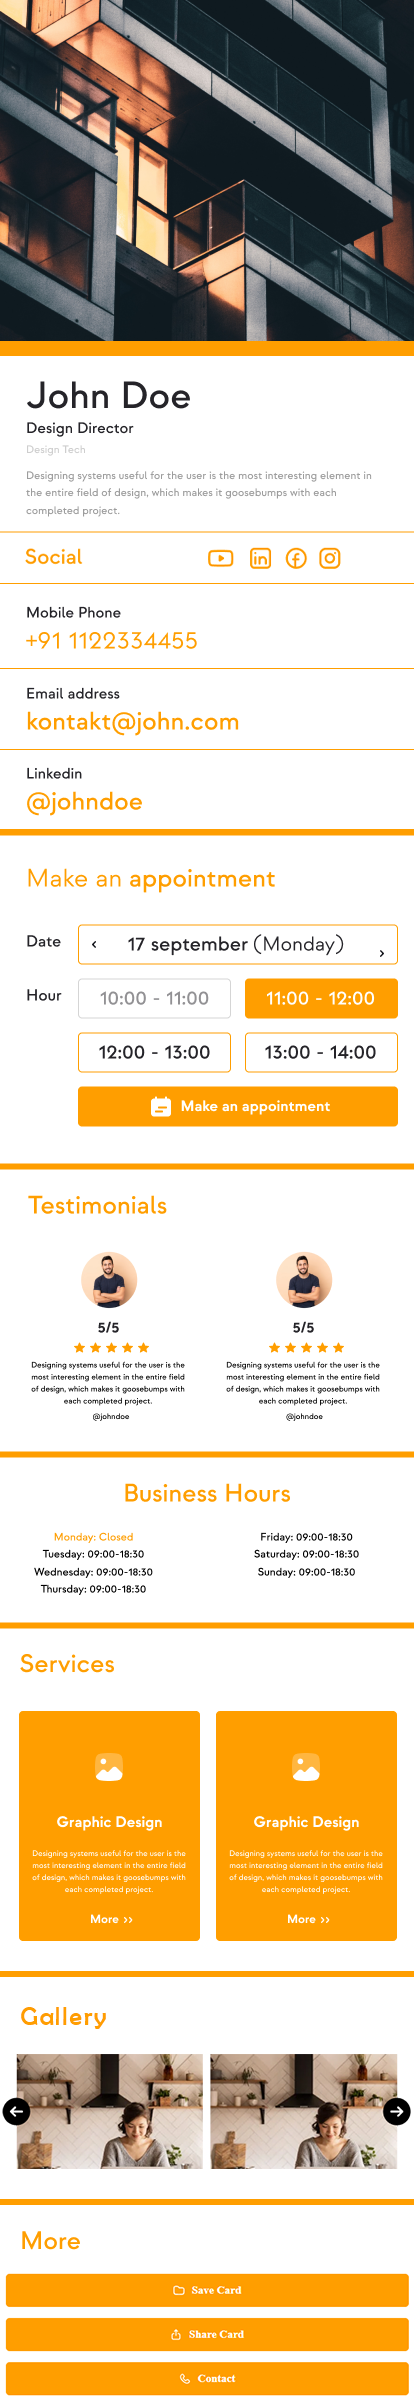 John Doe
Design Director
Design Tech
Designing systems useful for the user is the most interesting element in
the entire field of design, which makes it goosebumps with each
completed project.
Social
Mobile Phone
+91 1122334455
Email address
kontakt@john.com
Linkedin
@johndoe
Make an appointment
Date
‹ 17 september (Monday) ›
Hour
10:00 - 11:00
11:00 - 12:00
12:00 - 13:00
13:00 - 14:00
Make an appointment
Testimonials
5/5
Designing systems useful for the user is the
most interesting element in the entire field
of design, which makes it goosebumps with
each completed project.
@johndoe
5/5
Designing systems useful for the user is the
most interesting element in the entire field
of design, which makes it goosebumps with
each completed project.
@johndoe
Business Hours
Monday: Closed
Tuesday: 09:00-18:30
Wednesday: 09:00-18:30
Thursday: 09:00-18:30
Friday: 09:00-18:30
Saturday: 09:00-18:30
Sunday: 09:00-18:30
Services
Graphic Design
Designing systems useful for the user is the
most interesting element in the entire field
of design, which makes it goosebumps with
each completed project.
More >>
Graphic Design
Designing systems useful for the user is the
most interesting element in the entire field
of design, which makes it goosebumps with
each completed project.
More >>
Gallery
More
Save Card
Share Card
Contact